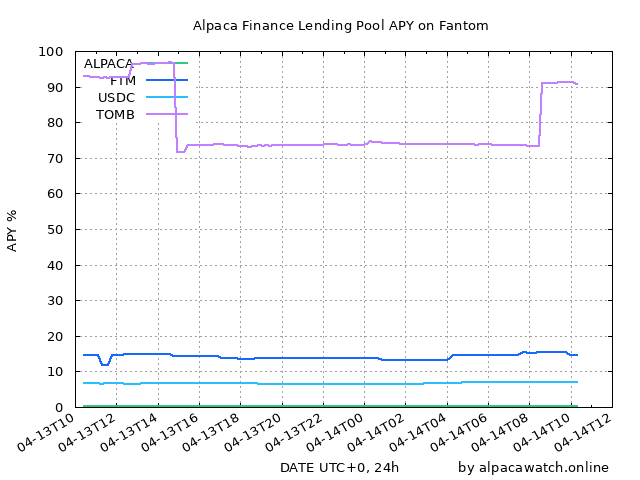 Alpaca Finance Lending Pool APY on Fantom
100
90
80
70
60
50
40
30
20
10
0
APY %
ALPACA
FTM
USDC
TOMB
04-13T10
04-13T12
04-13T14
04-13T16
04-13T18
04-13T20
04-13T22
04-14T00
04-14T02
04-14T04
04-14T06
04-14T08
04-14T10
04-14T12
DATE UTC+0, 24h
by alpacawatch.online